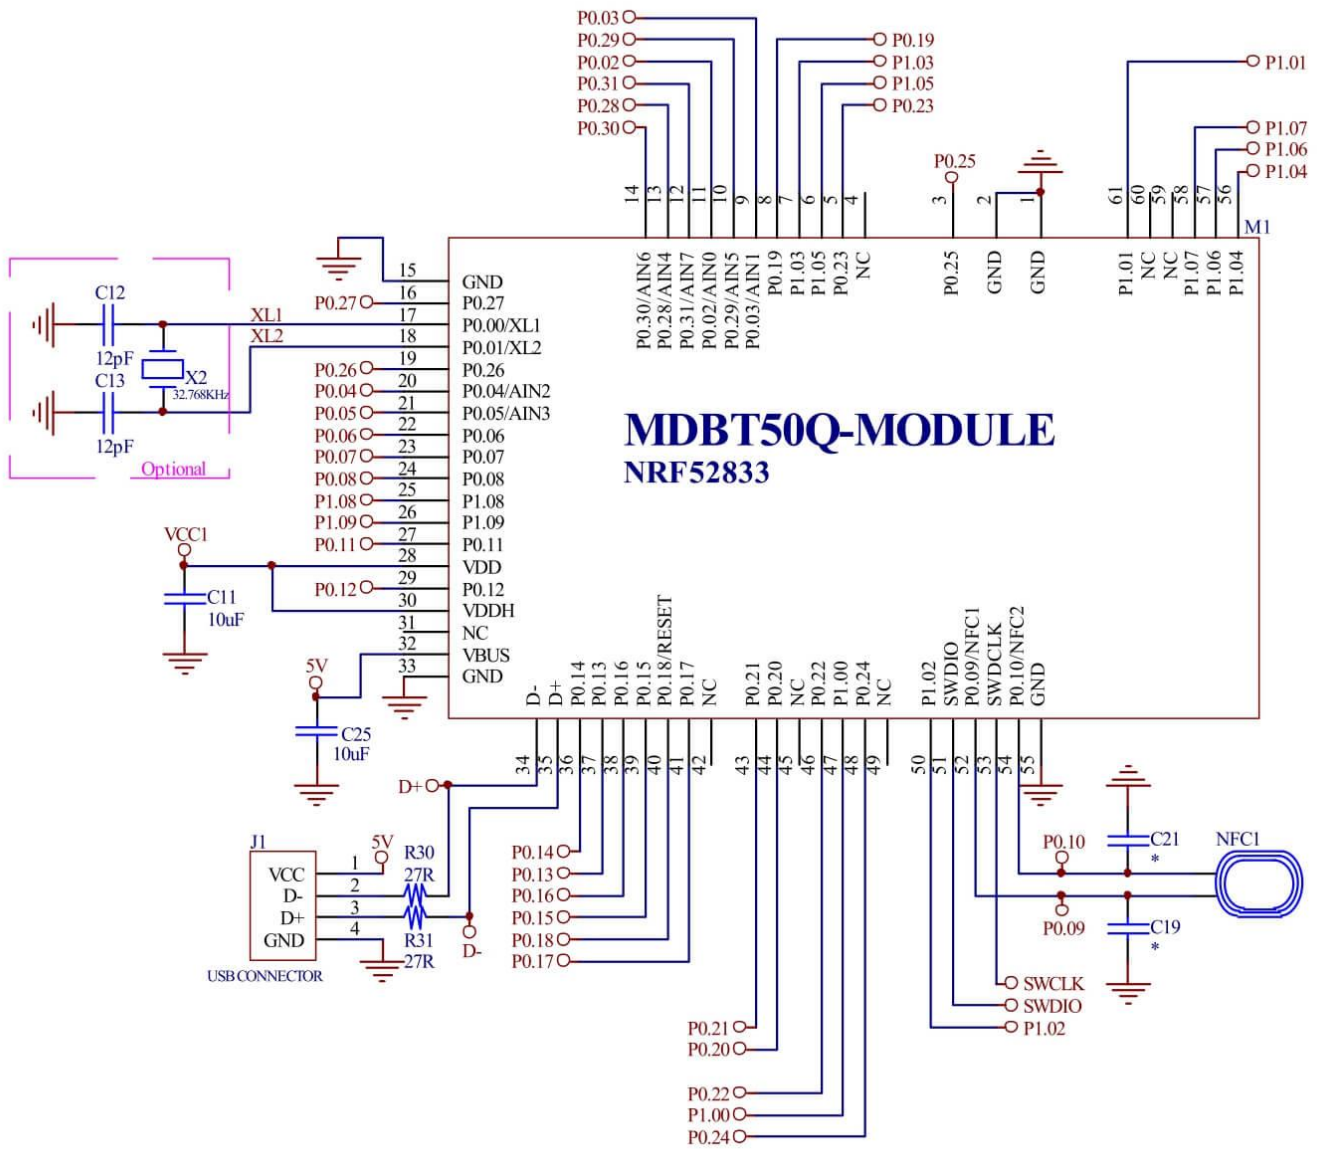 P0.03
P0.29
P0.02
P0.31
P0.28
P0.30
P0.19
P1.03
P1.05
P0.23
P0.25
P1.01
P1.07
P1.06
P1.04
14
13
12
11
10
9
8
7
6
5
4
3
2
1
61
60
59
58
57
56
M1
P0.30/AIN6
P0.28/AIN4
P0.31/AIN7
P0.02/AIN0
P0.29/AIN5
P0.03/AIN1
P0.19
P1.03
P1.05
P0.23
NC
P0.25
GND
GND
P1.01
NC
NC
P1.07
P1.06
P1.04
15 GND
P0.27 16 P0.27
XL1 17 P0.00/XL1
XL2 18 P0.01/XL2
P0.26 19 P0.26
P0.04 20 P0.04/AIN2
P0.05 21 P0.05/AIN3
P0.06 22 P0.06
P0.07 23 P0.07
P0.08 24 P0.08
P1.08 25 P1.08
P1.09 26 P1.09
P0.11 27 P0.11
28 VDD
P0.12 29 P0.12
30 VDDH
31 NC
32 VBUS
33 GND
C12
12pF
C13
12pF
X2
32.768KHz
Optional
MDBT50Q-MODULE
NRF52833
VCC1
C11
10uF
5V
C25
10uF
D-
D+
P0.14
P0.13
P0.16
P0.15
P0.18/RESET
P0.17
NC
P0.21
P0.20
NC
P0.22
P1.00
P0.24
NC
P1.02
SWDIO
P0.09/NFC1
SWDCLK
P0.10/NFC2
GND
34
35
36
37
38
39
40
41
42
43
44
45
46
47
48
49
50
51
52
53
54
55
D+
J1
VCC 1
D- 2
D+ 3
GND 4
USB CONNECTOR
5V
R30
27R
R31
27R
D-
P0.14
P0.13
P0.16
P0.15
P0.18
P0.17
P0.21
P0.20
P0.22
P1.00
P0.24
P0.10
P0.09
C21
*
C19
*
NFC1
SWCLK
SWDIO
P1.02